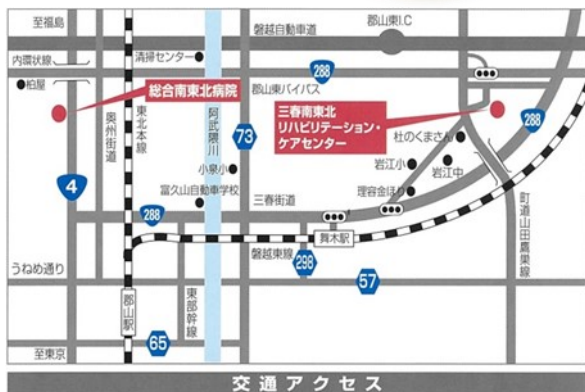 至福島
磐越自動車道
郡山東I.C
内環状線
清掃センター
288
柏屋
郡山東バイパス
総合南東北病院
三春南東北
リハビリテーション・
ケアセンター
288
奥州街道
東北本線
阿武隈川
73
杜のくまさん
小泉小
岩江小
岩江中
4
富久山自動車学校
理容金ほり
三春街道
288
町道山田鷹巣線
舞木駅
磐越東線
298
うねめ通り
57
郡山駅
東部幹線
65
至東京
交通アクセス